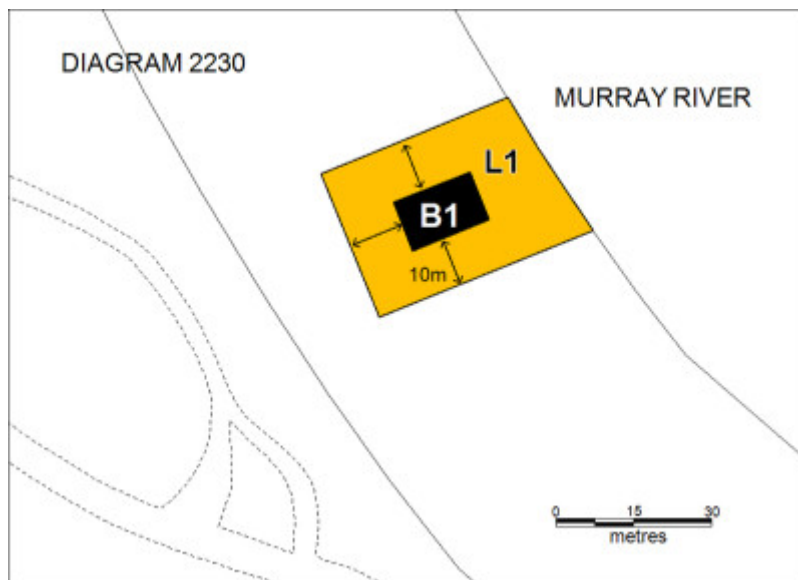 DIAGRAM 2230
MURRAY RIVER
L1
B1
10m
0 15 30
metres